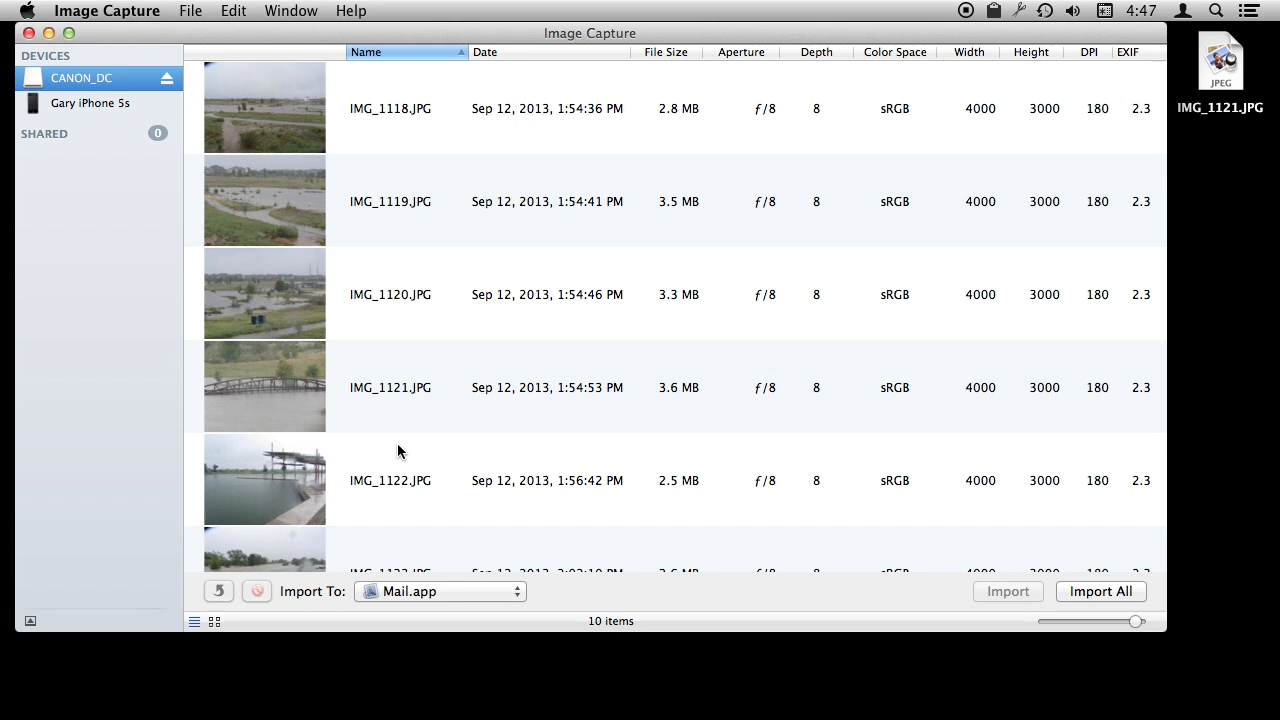 Image Capture File Edit Window Help 4:47
Image Capture
DEVICES
CANON_DC
Gary iPhone 5s
SHARED 0
Name Date File Size Aperture Depth Color Space Width Height DPI EXIF
IMG_1118.JPG Sep 12, 2013, 1:54:36 PM 2.8 MB ƒ/8 8 sRGB 4000 3000 180 2.3
IMG_1119.JPG Sep 12, 2013, 1:54:41 PM 3.5 MB ƒ/8 8 sRGB 4000 3000 180 2.3
IMG_1120.JPG Sep 12, 2013, 1:54:46 PM 3.3 MB ƒ/8 8 sRGB 4000 3000 180 2.3
IMG_1121.JPG Sep 12, 2013, 1:54:53 PM 3.6 MB ƒ/8 8 sRGB 4000 3000 180 2.3
IMG_1122.JPG Sep 12, 2013, 1:56:42 PM 2.5 MB ƒ/8 8 sRGB 4000 3000 180 2.3
Import To: Mail.app Import Import All
10 items
JPEG
IMG_1121.JPG